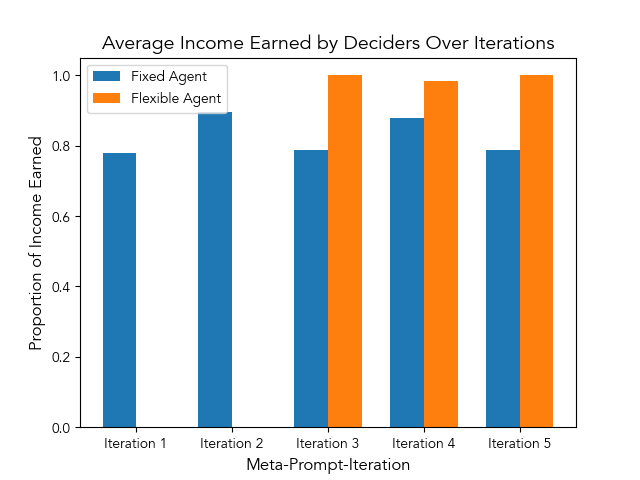 Average Income Earned by Deciders Over Iterations
Fixed Agent
Flexible Agent
Proportion of Income Earned
1.0
0.8
0.6
0.4
0.2
0.0
Iteration 1 Iteration 2 Iteration 3 Iteration 4 Iteration 5
Meta-Prompt-Iteration